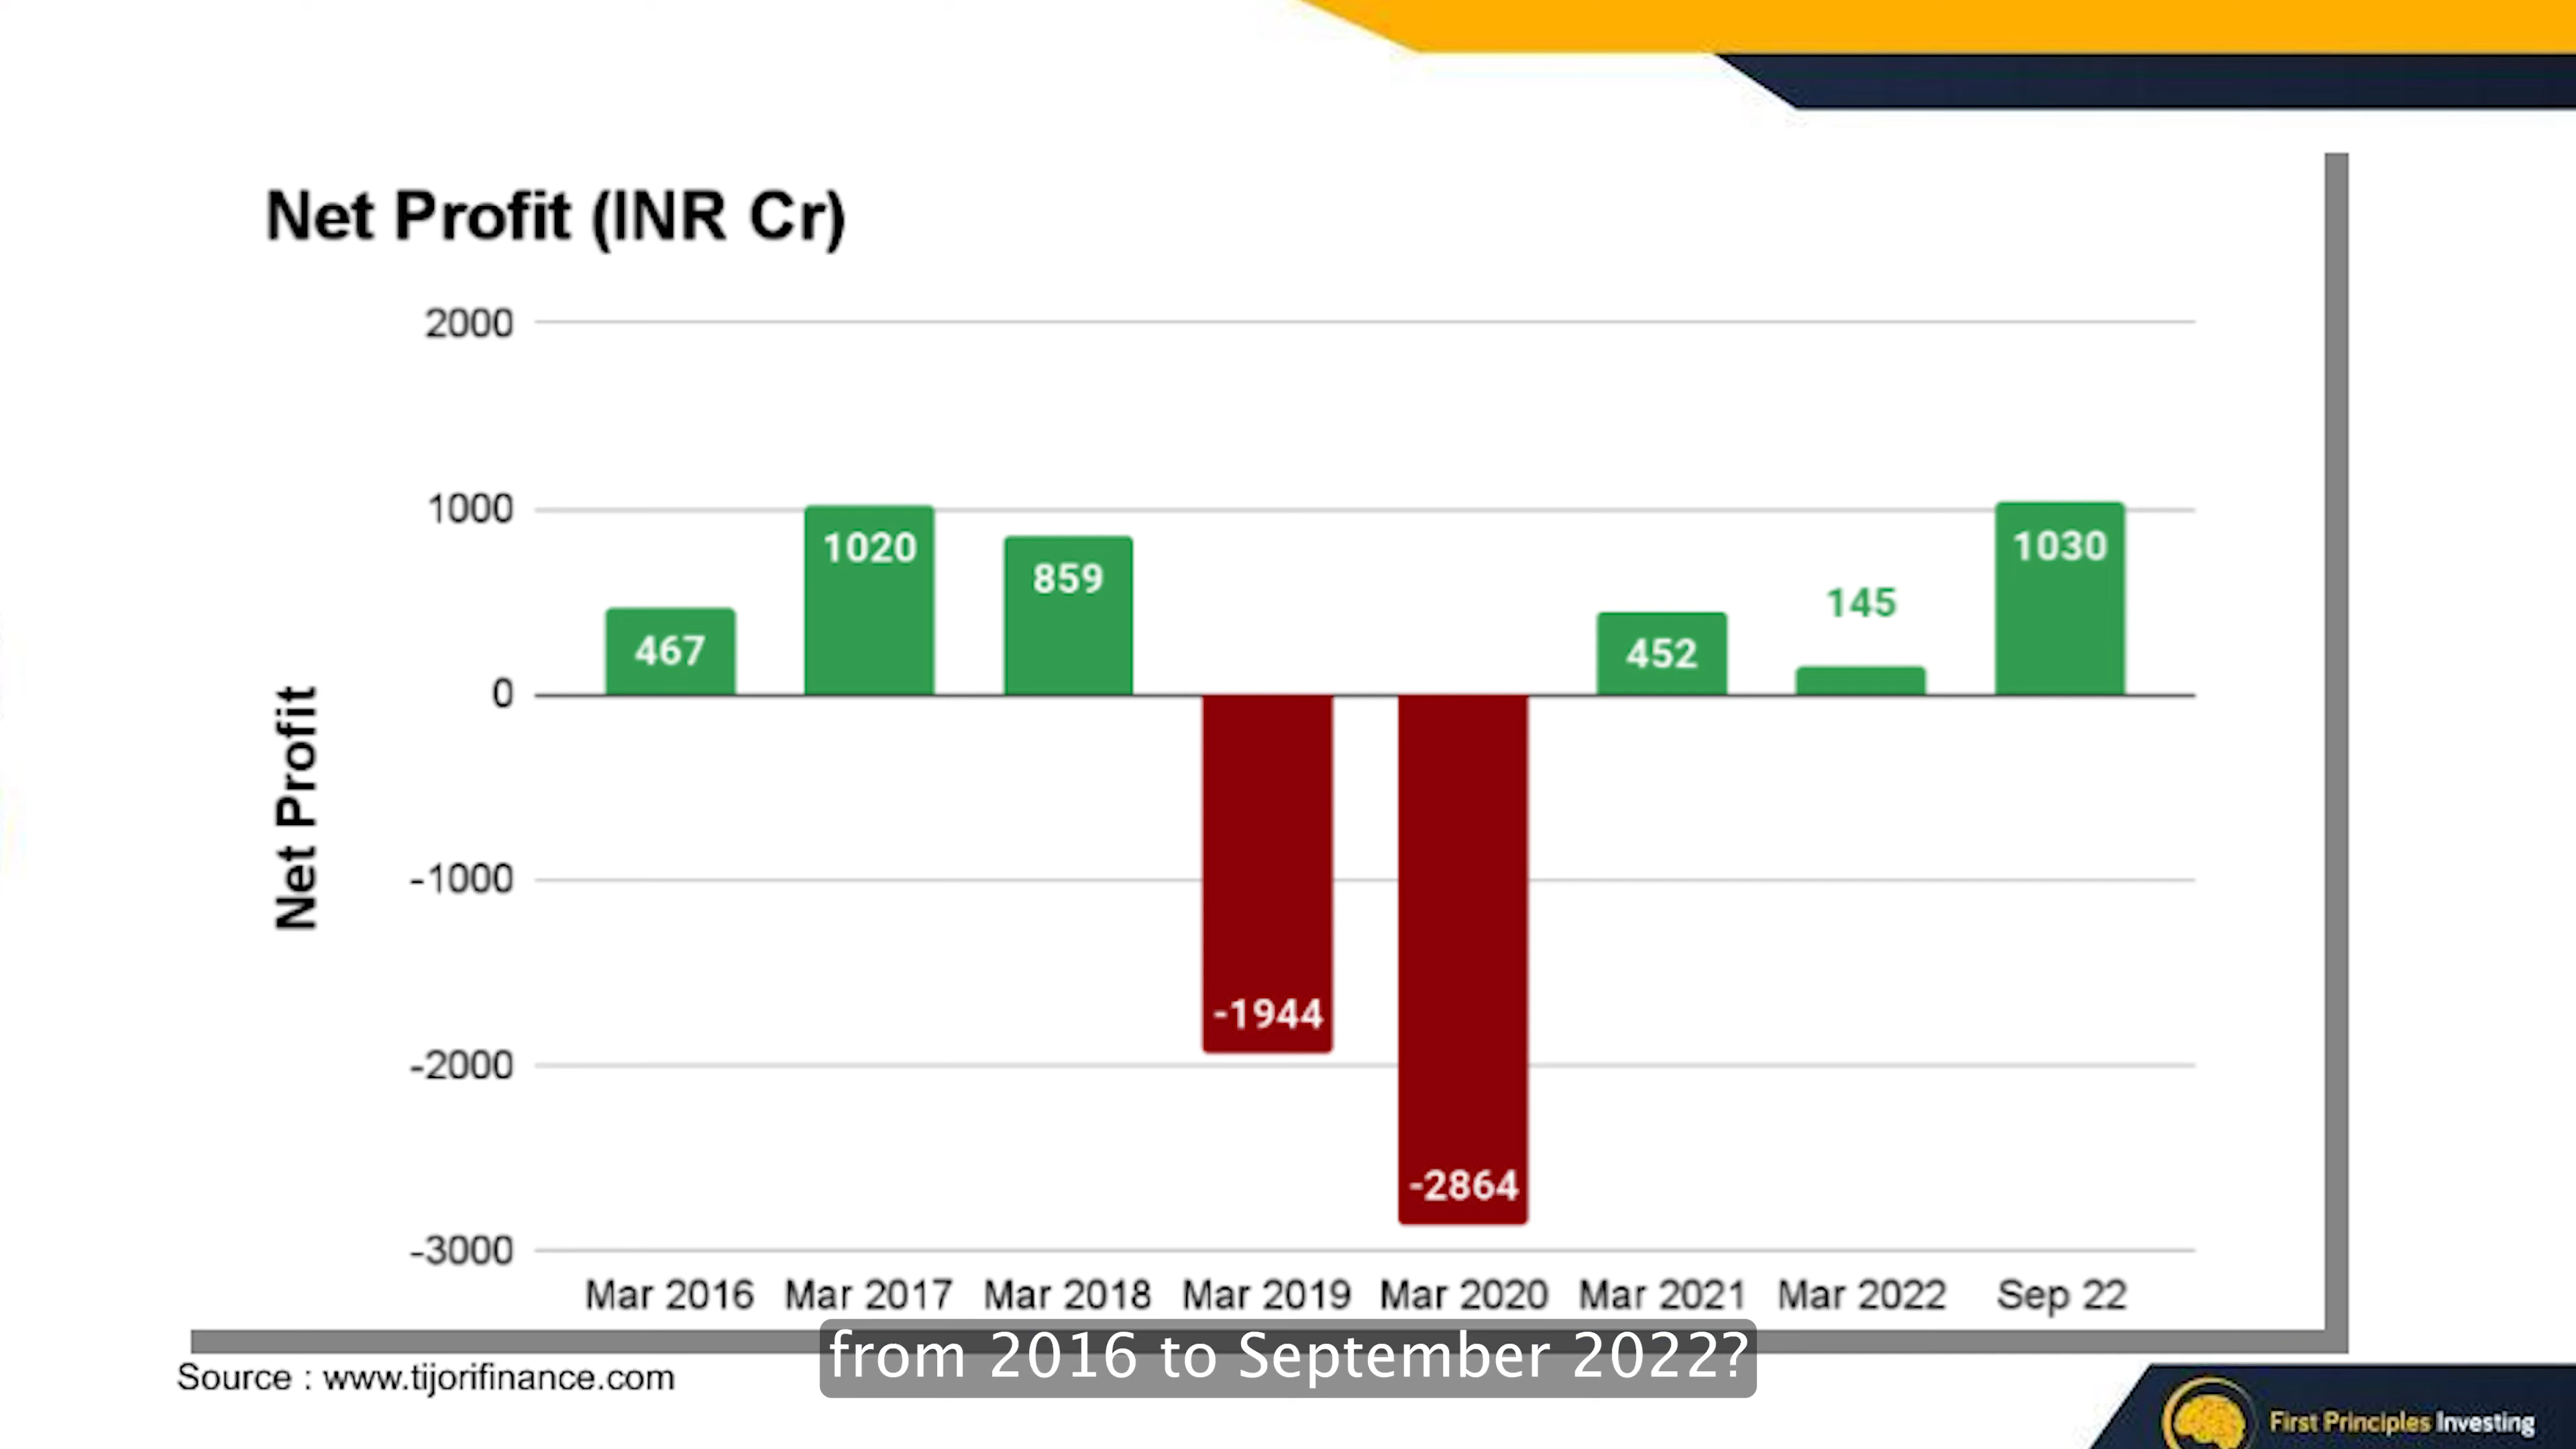 Net Profit (INR Cr)
2000
1000
0
-1000
-2000
-3000
Net Profit
467
1020
859
-1944
-2864
452
145
1030
Mar 2016 Mar 2017 Mar 2018 Mar 2019 Mar 2020 Mar 2021 Mar 2022 Sep 22
from 2016 to September 2022?
Source : www.tijorifinance.com
First Principles Investing